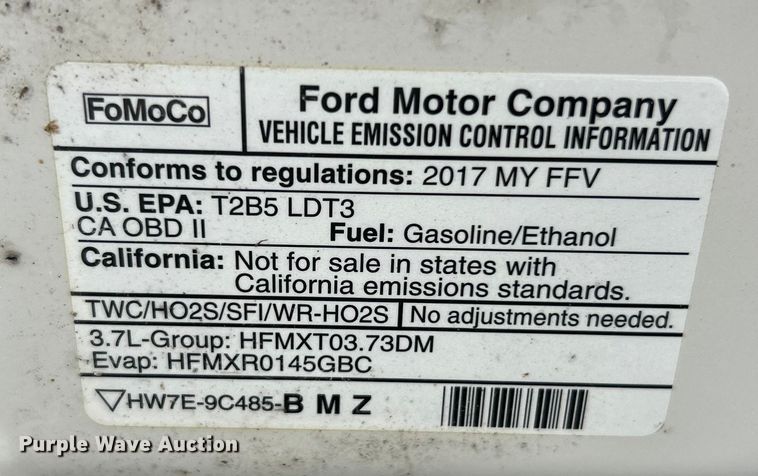 FoMoCo
Ford Motor Company
VEHICLE EMISSION CONTROL INFORMATION
Conforms to regulations: 2017 MY FFV
U.S. EPA: T2B5 LDT3
CA OBD II Fuel: Gasoline/Ethanol
California: Not for sale in states with
California emissions standards.
TWC/HO2S/SFI/WR-HO2S No adjustments needed.
3.7L-Group: HFMXT03.73DM
Evap: HFMXR0145GBC
HW7E-9C485-B M Z
Purple Wave Auction